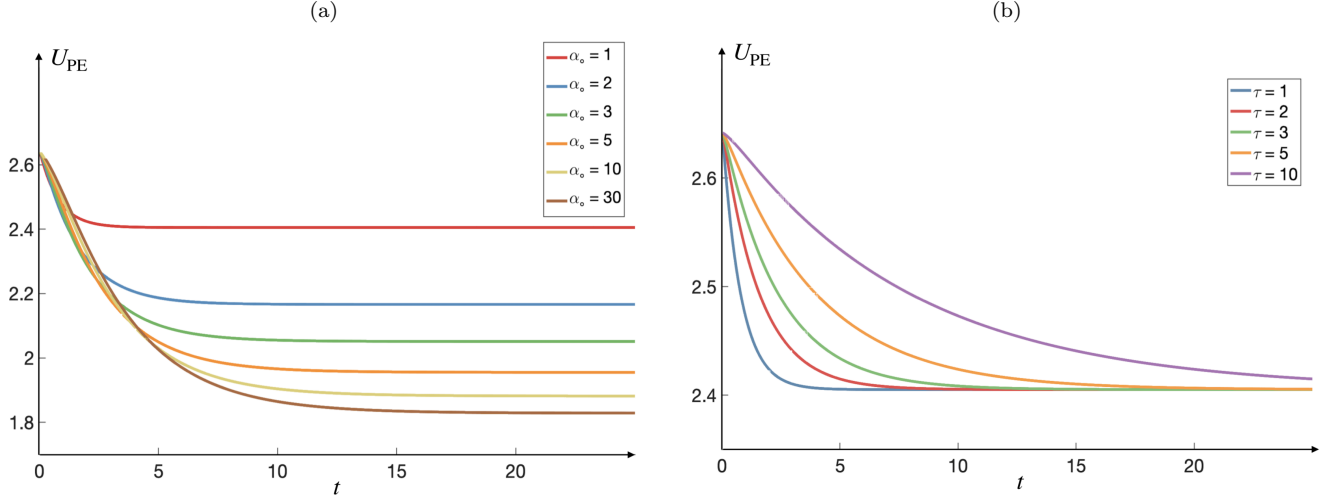 (a)
U_PE
α∘ = 1
α∘ = 2
α∘ = 3
α∘ = 5
α∘ = 10
α∘ = 30
2.6
2.4
2.2
2
1.8
0 5 10 15 20
t
(b)
U_PE
τ = 1
τ = 2
τ = 3
τ = 5
τ = 10
2.6
2.5
2.4
0 5 10 15 20
t